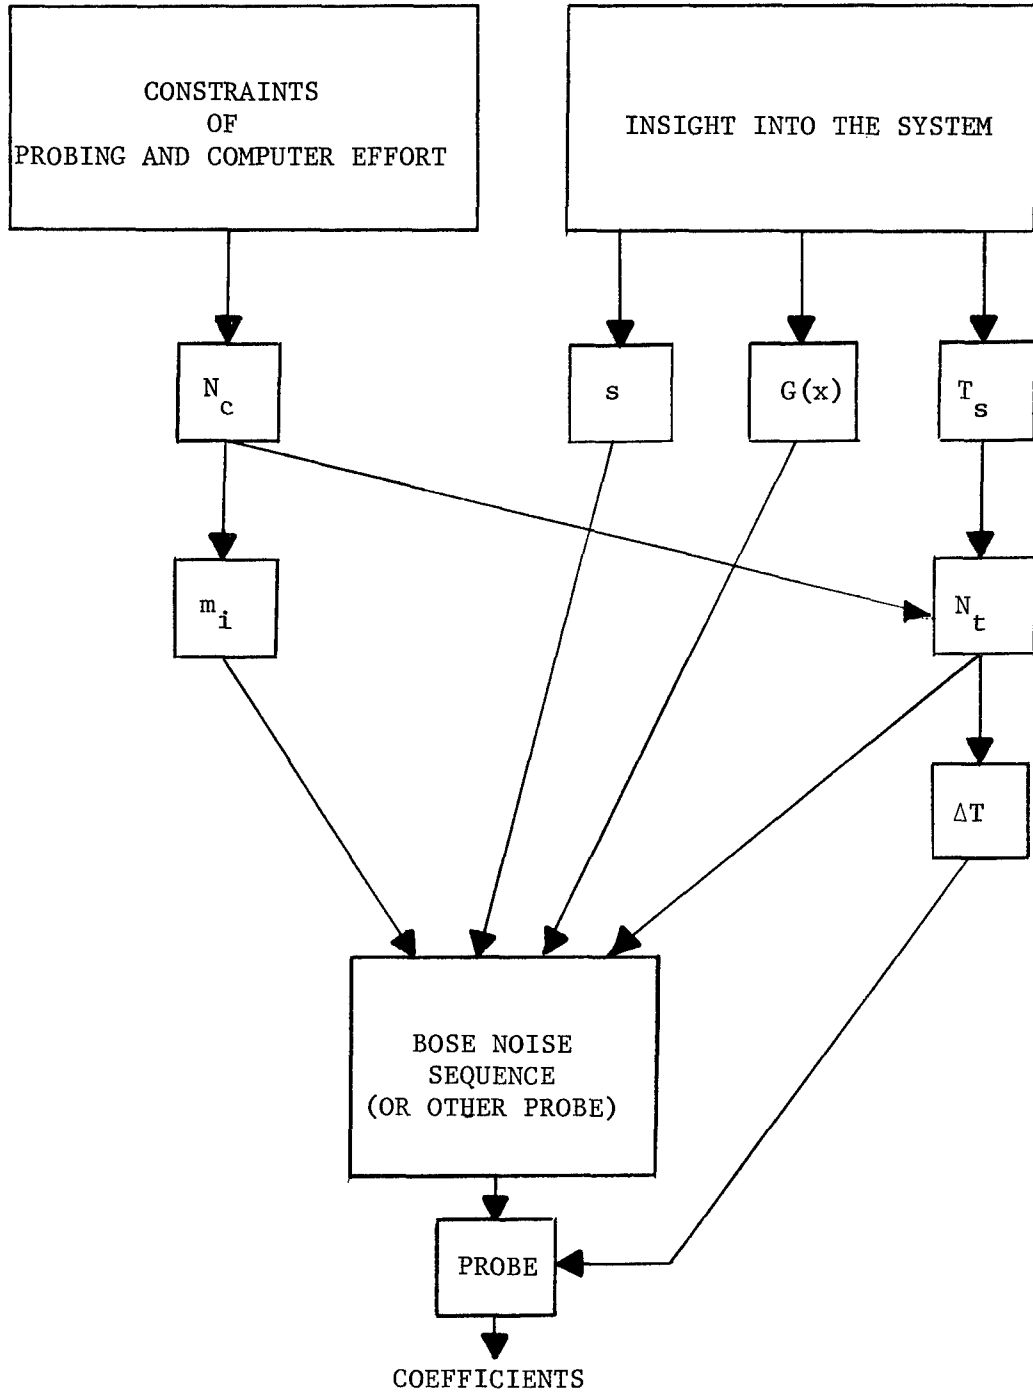 CONSTRAINTS
OF
PROBING AND COMPUTER EFFORT
INSIGHT INTO THE SYSTEM
N_c
s
G(x)
T_s
m_i
N_t
ΔT
BOSE NOISE
SEQUENCE
(OR OTHER PROBE)
PROBE
COEFFICIENTS